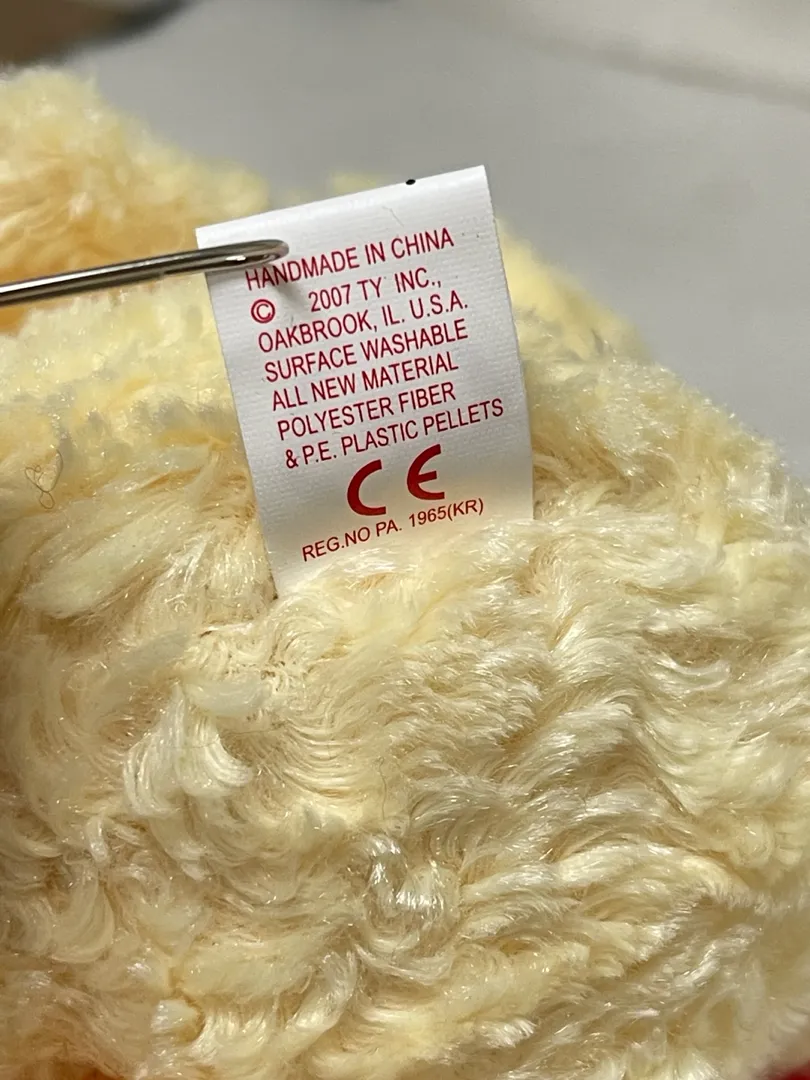 HANDMADE IN CHINA
© 2007 TY INC.,
OAKBROOK, IL. U.S.A.
SURFACE WASHABLE
ALL NEW MATERIAL
POLYESTER FIBER
& P.E. PLASTIC PELLETS
CE
REG.NO PA. 1965(KR)